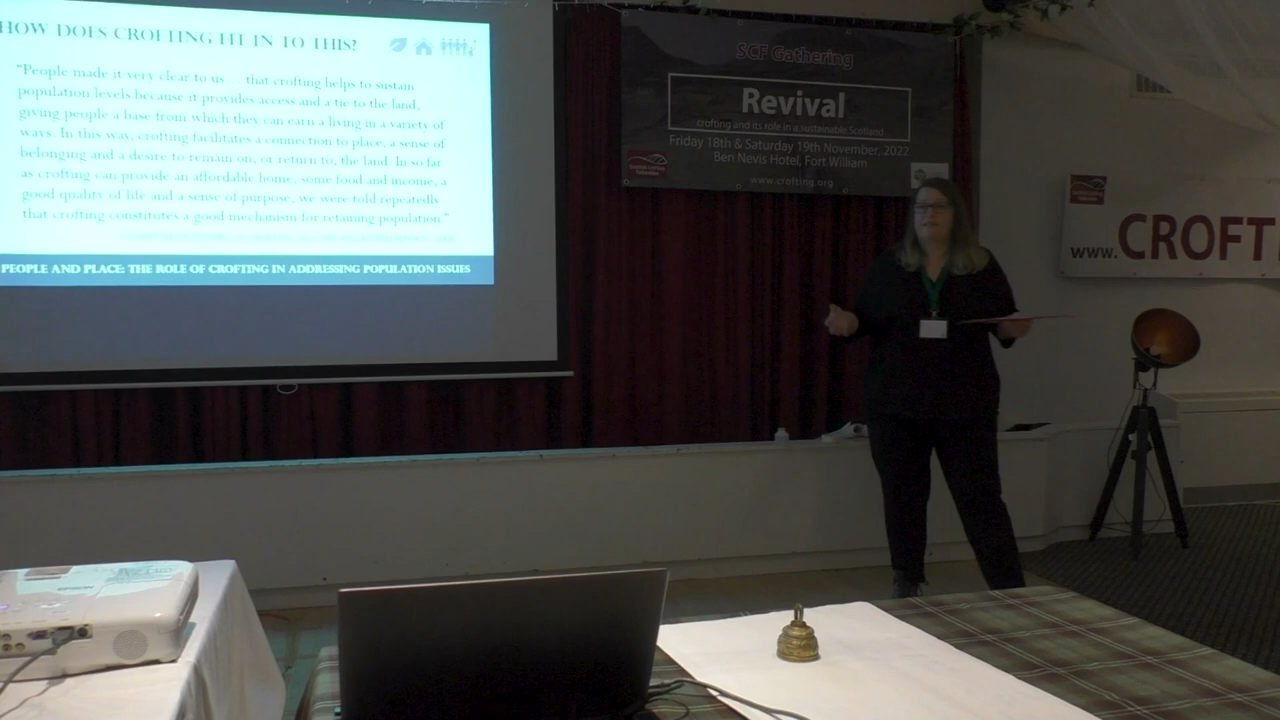 HOW DOES CROFTING FIT IN TO THIS?
"People made it very clear to us ... that crofting helps to sustain
population levels because it provides access and a tie to the land,
giving people a base from which they can earn a living in a variety of
ways. In this way, crofting facilitates a connection to place, a sense of
belonging and a desire to remain on, or return to, the land. In so far
as crofting can provide an affordable home, some food and income, a
good quality of life and a sense of purpose, we were told repeatedly
that crofting constitutes a good mechanism for retaining population."
PEOPLE AND PLACE: THE ROLE OF CROFTING IN ADDRESSING POPULATION ISSUES
SCF Gathering
Revival
crofting and its role in a sustainable Scotland
Friday 18th & Saturday 19th November, 2022
Ben Nevis Hotel, Fort William
www.crofting.org
www.CROFT
EPSON